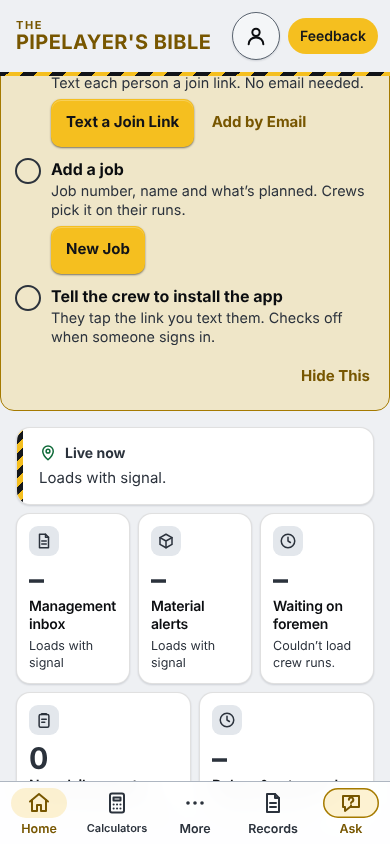 THE
PIPELAYER'S BIBLE
Feedback
Text each person a join link. No email needed.
Text a Join Link
Add by Email
Add a job
Job number, name and what's planned. Crews
pick it on their runs.
New Job
Tell the crew to install the app
They tap the link you text them. Checks off
when someone signs in.
Hide This
Live now
Loads with signal.
–
Management
inbox
Loads with
signal
–
Material
alerts
Loads with
signal
–
Waiting on
foremen
Couldn't load
crew runs.
0
–
Home
Calculators
More
Records
Ask